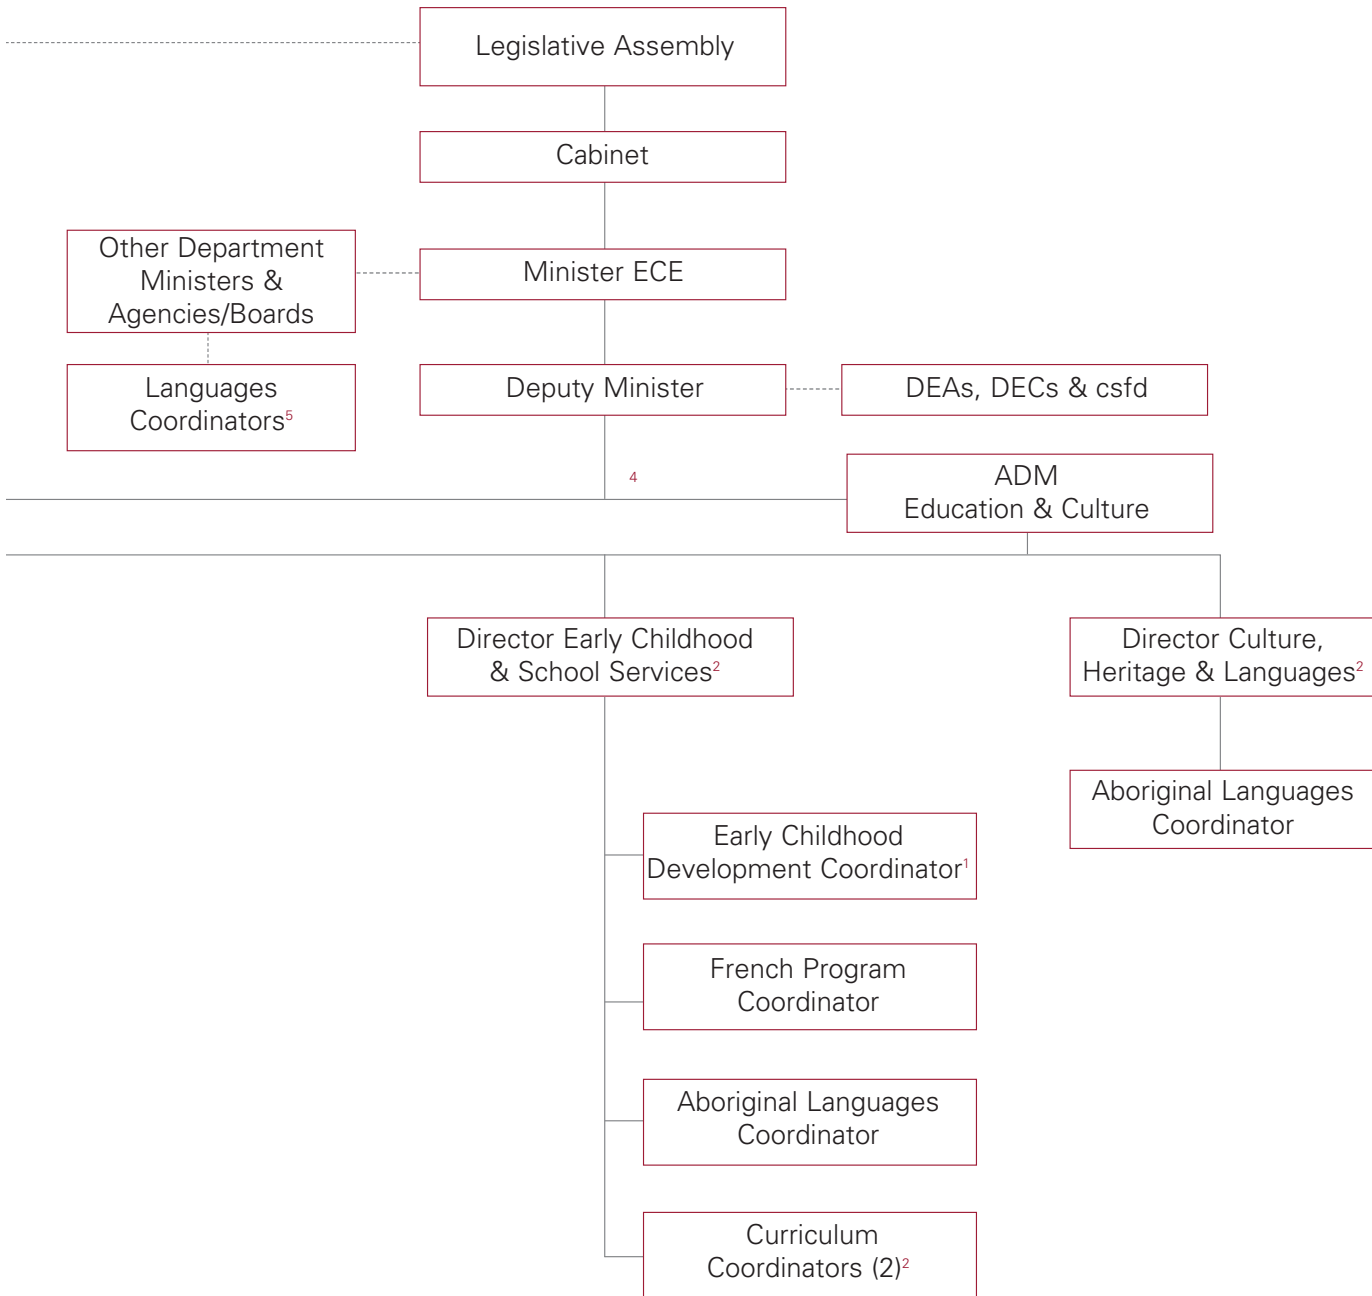 Legislative Assembly
Cabinet
Other Department
Ministers &
Agencies/Boards
Minister ECE
Languages
Coordinators⁵
Deputy Minister
DEAs, DECs & csfd
4
ADM
Education & Culture
Director Early Childhood
& School Services²
Director Culture,
Heritage & Languages²
Aboriginal Languages
Coordinator
Early Childhood
Development Coordinator¹
French Program
Coordinator
Aboriginal Languages
Coordinator
Curriculum
Coordinators (2)²